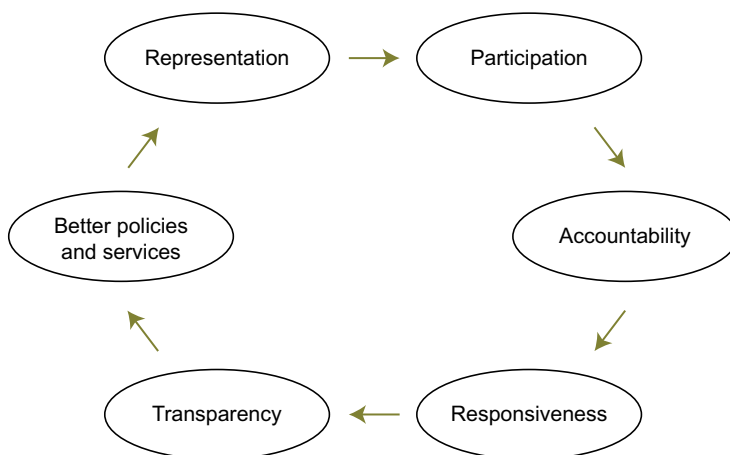 Representation
Participation
Better policies
and services
Accountability
Transparency
Responsiveness